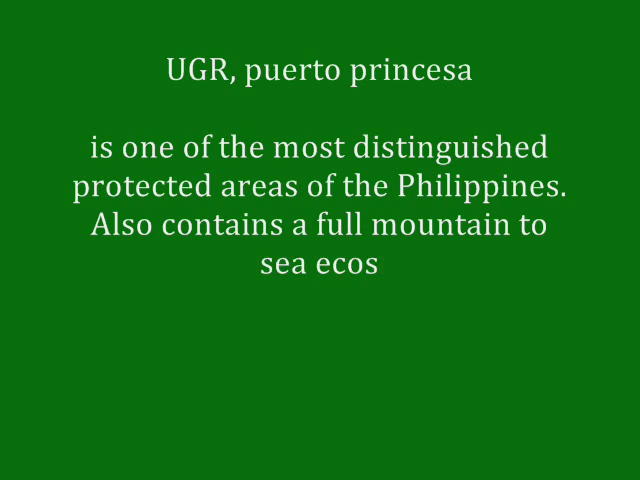 UGR, puerto princesa
is one of the most distinguished
protected areas of the Philippines.
Also contains a full mountain to
sea ecos